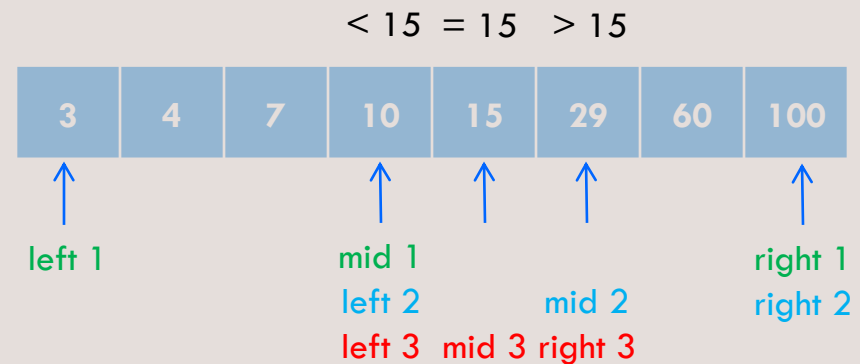 < 15 = 15 > 15
3 4 7 10 15 29 60 100
left 1 mid 1 right 1
left 2 mid 2 right 2
left 3 mid 3 right 3